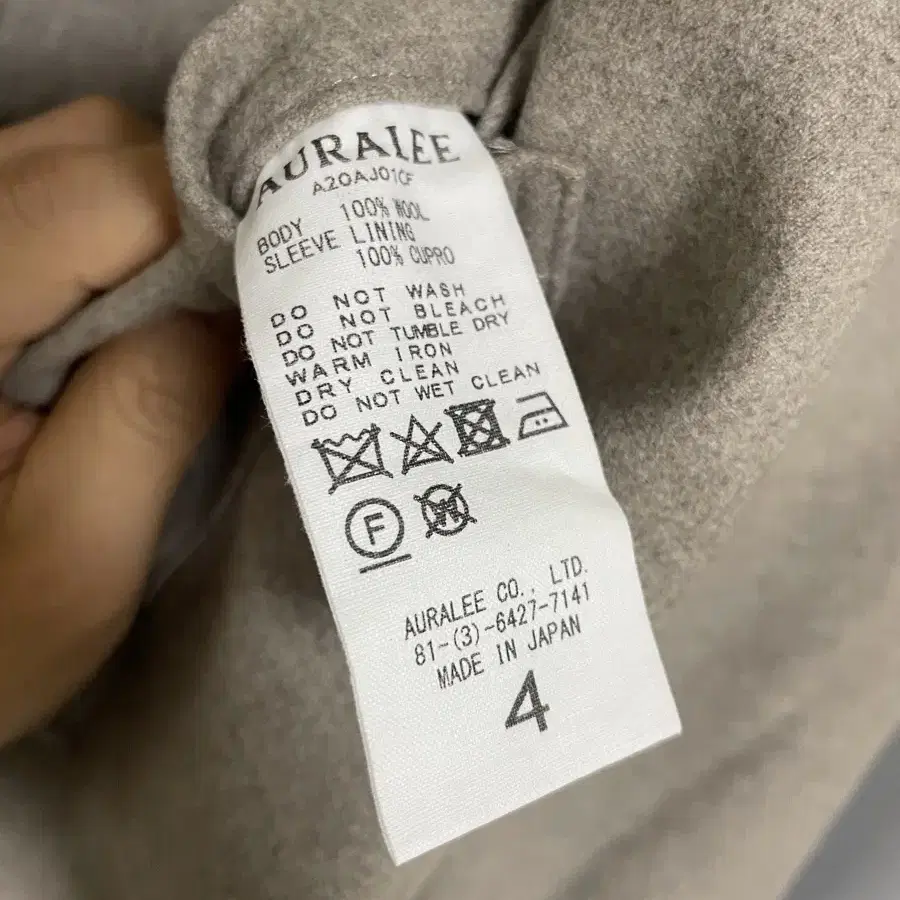 AURALEE
A20AJ01CF
BODY 100% WOOL
SLEEVE LINING
100% CUPRO
DO NOT WASH
DO NOT BLEACH
DO NOT TUMBLE DRY
WARM IRON
DRY CLEAN
DO NOT WET CLEAN
F W
AURALEE CO., LTD.
81-(3)-6427-7141
MADE IN JAPAN
4